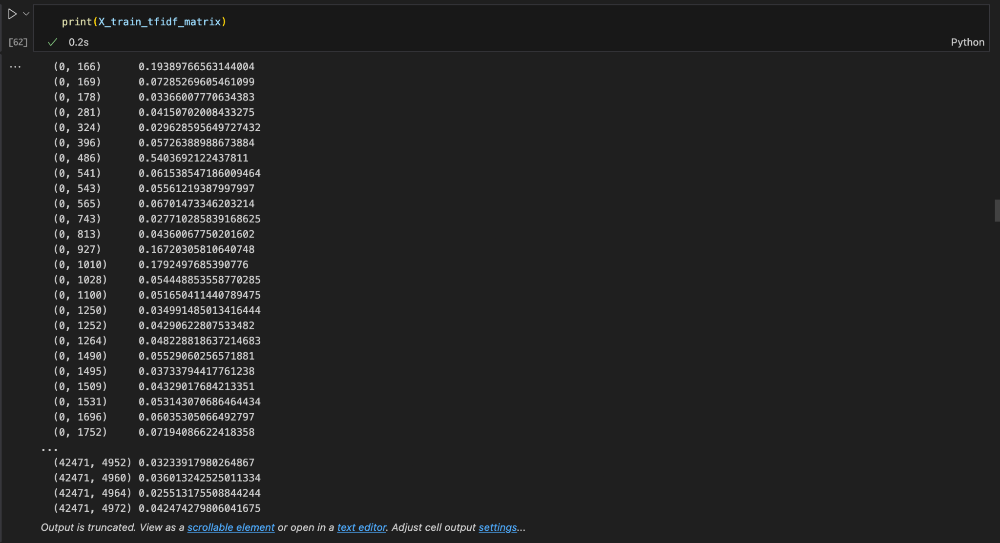 print(X_train_tfidf_matrix)
[62] 0.2s Python
... (0, 166) 0.19389766563144004
(0, 169) 0.07285269605461099
(0, 178) 0.033660077706343​83
(0, 281) 0.04150702008433275
(0, 324) 0.029628595649727432
(0, 396) 0.05726388988673884
(0, 486) 0.5403692122437811
(0, 541) 0.061538547186009464
(0, 543) 0.05561219387997997
(0, 565) 0.06701473346203214
(0, 743) 0.027710285839168625
(0, 813) 0.04360067750201602
(0, 927) 0.16720305810640748
(0, 1010) 0.1792497685390776
(0, 1028) 0.054448853558770285
(0, 1100) 0.051650411440789475
(0, 1250) 0.034991485013416444
(0, 1252) 0.04290622807533482
(0, 1264) 0.048228818637214683
(0, 1490) 0.05529060256571881
(0, 1495) 0.03733794417761238
(0, 1509) 0.04329017684213351
(0, 1531) 0.053143070686464434
(0, 1696) 0.06035305066492797
(0, 1752) 0.07194086622418358
...
(42471, 4952) 0.03233917980264867
(42471, 4960) 0.036013242525011334
(42471, 4964) 0.025513175508844244
(42471, 4972) 0.042474279806041675
Output is truncated. View as a scrollable element or open in a text editor. Adjust cell output settings...